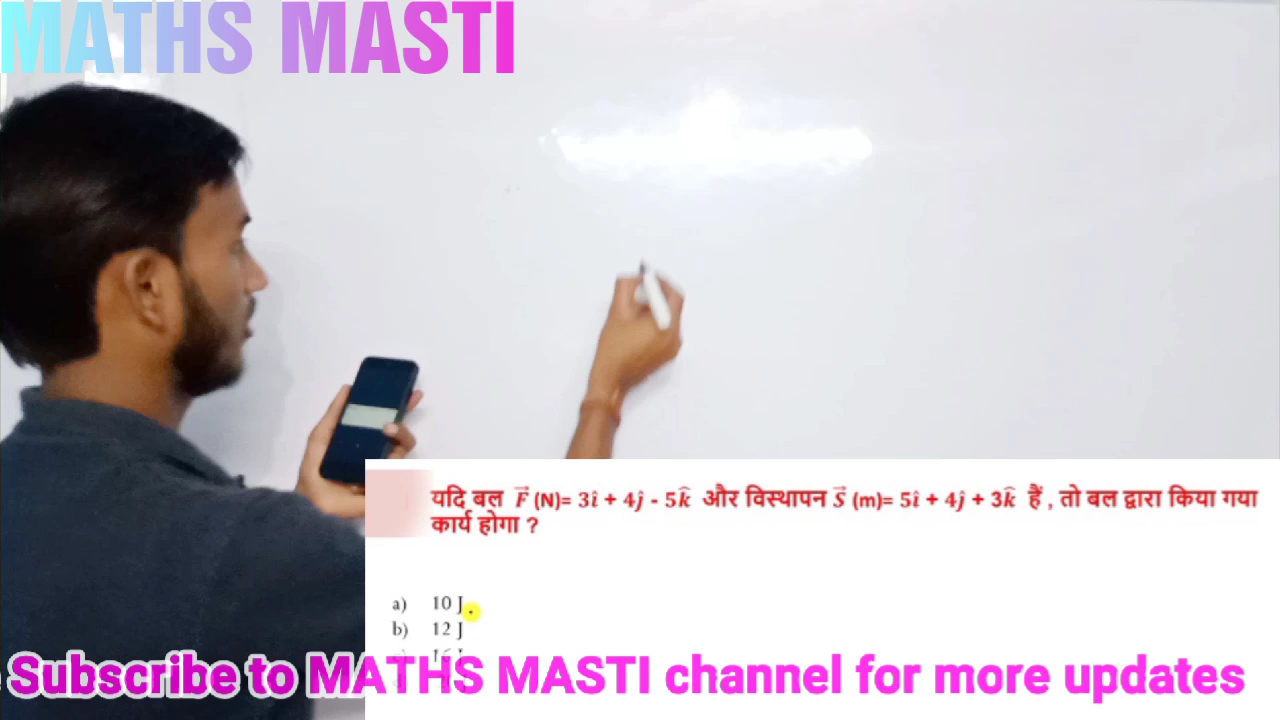 MATHS MASTI
यदि बल F⃗ (N)= 3î + 4ĵ - 5k̂ और विस्थापन S⃗ (m)= 5î + 4ĵ + 3k̂ हैं , तो बल द्वारा किया गया
कार्य होगा ?
a) 10 J
b) 12 J
Subscribe to MATHS MASTI channel for more updates